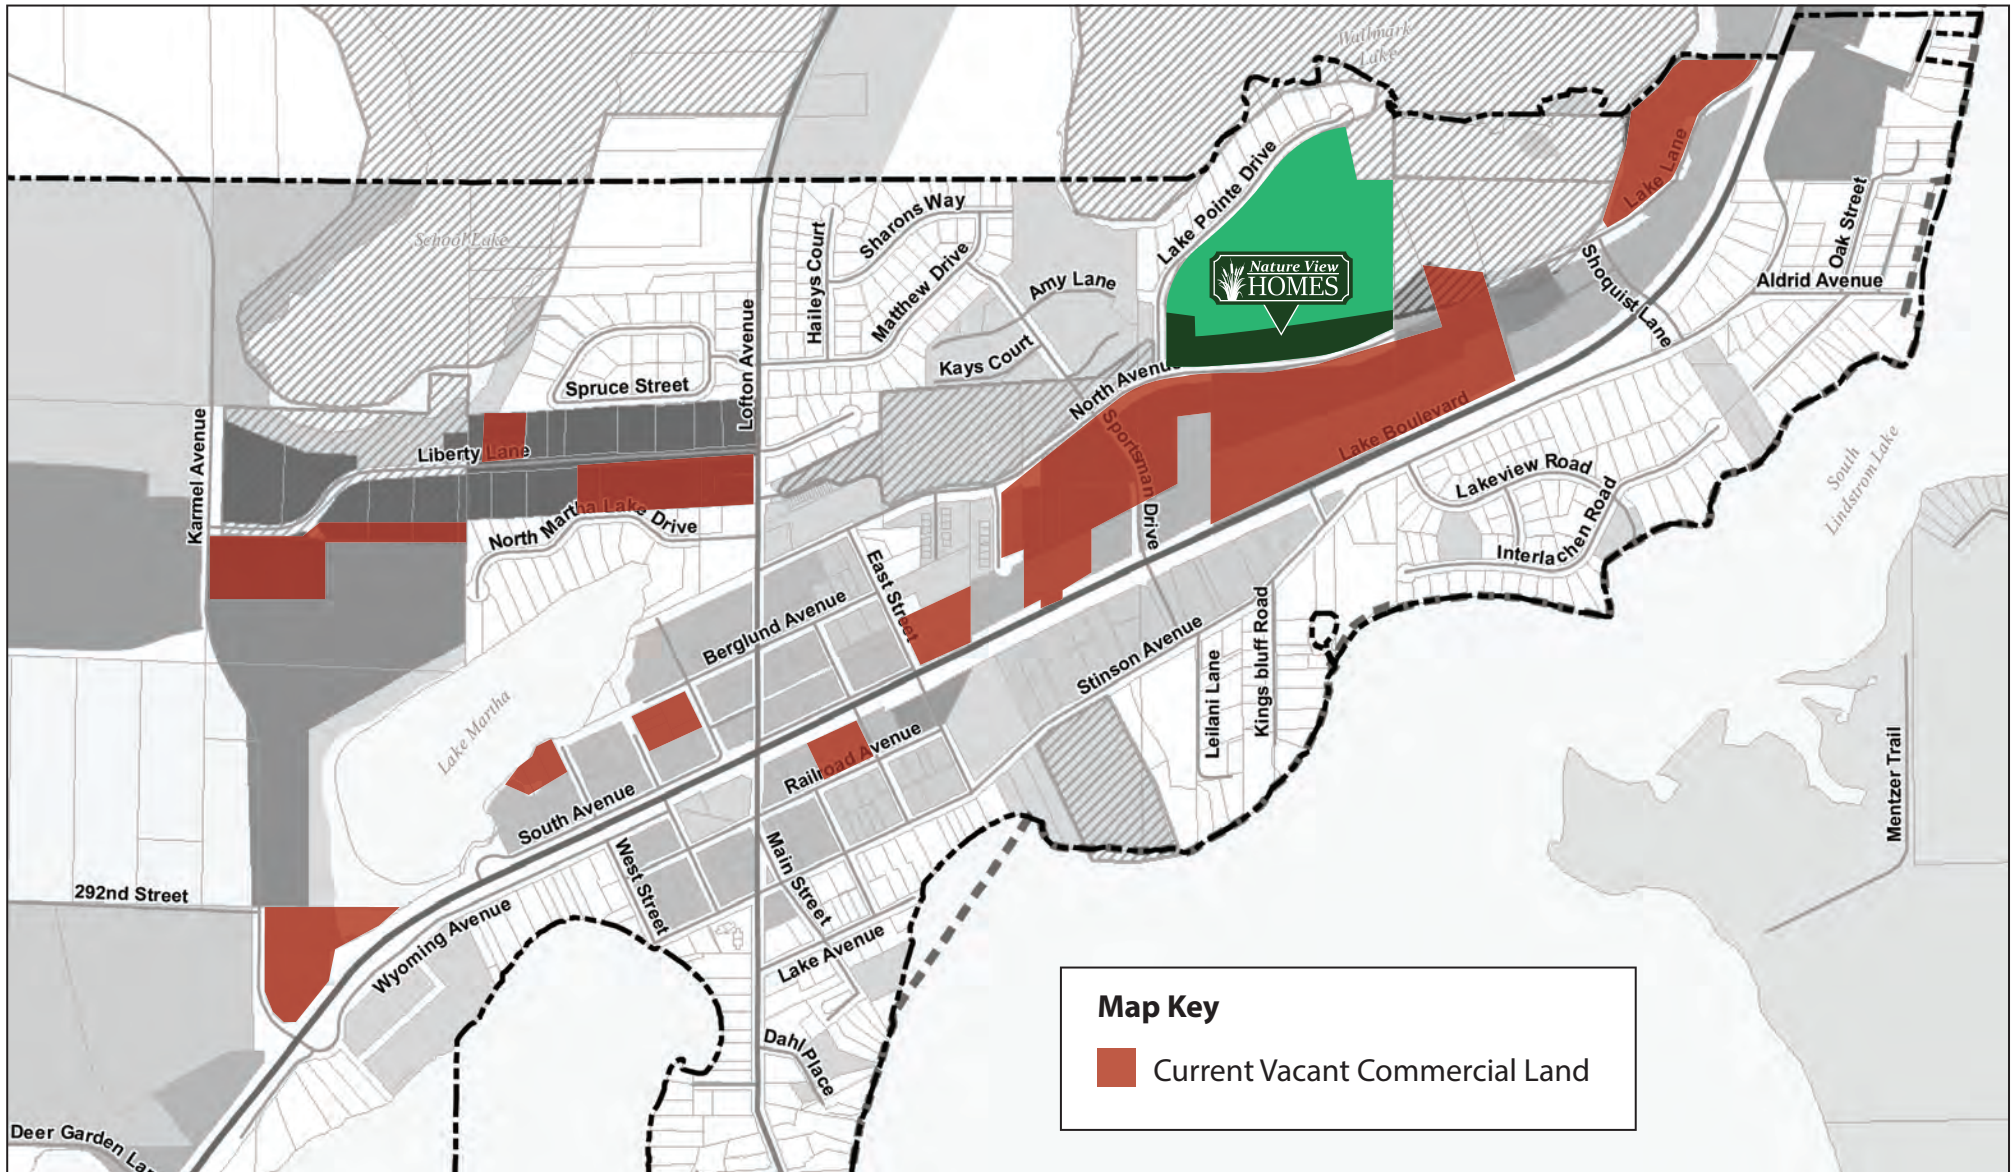 Wallmark
Lake
School Lake
Haileys Court
Sharons Way
Matthew Drive
Amy Lane
Kays Court
Lake Pointe Drive
Nature View
HOMES
Lake Lane
Oak Street
Aldrid Avenue
Shoquist Lane
Spruce Street
Lofton Avenue
North Avenue
Karmel Avenue
Liberty Lane
North Martha Lake Drive
Sportsman Drive
Lake Boulevard
Lakeview Road
Interlachen Road
South
Lindstrom Lake
East Street
Berglund Avenue
Stinson Avenue
Leilani Lane
Kings bluff Road
Lake Martha
Railroad Avenue
South Avenue
West Street
Main Street
Mentzer Trail
292nd Street
Wyoming Avenue
Lake Avenue
Dahl Place
Deer Garden La
Map Key
Current Vacant Commercial Land